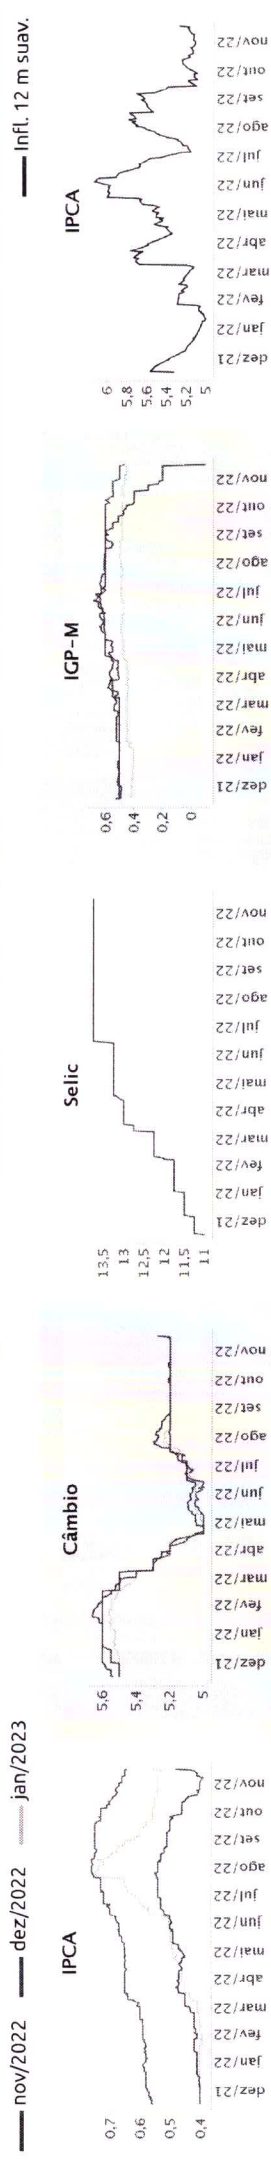 nov/2022 dez/2022 jan/2023 Infl. 12 m suav.
IPCA
0,7
0,6
0,5
0,4
dez/21 jan/22 fev/22 mar/22 abr/22 mai/22 jun/22 jul/22 ago/22 set/22 out/22 nov/22
Câmbio
5,6
5,4
5,2
5
dez/21 jan/22 fev/22 mar/22 abr/22 mai/22 jun/22 jul/22 ago/22 set/22 out/22 nov/22
Selic
13,5
13
12,5
12
11,5
11
dez/21 jan/22 fev/22 mar/22 abr/22 mai/22 jun/22 jul/22 ago/22 set/22 out/22 nov/22
IGP-M
0,6
0,4
0,2
0
dez/21 jan/22 fev/22 mar/22 abr/22 mai/22 jun/22 jul/22 ago/22 set/22 out/22 nov/22
IPCA
6
5,8
5,6
5,4
5,2
5
dez/21 jan/22 fev/22 mar/22 abr/22 mai/22 jun/22 jul/22 ago/22 set/22 out/22 nov/22